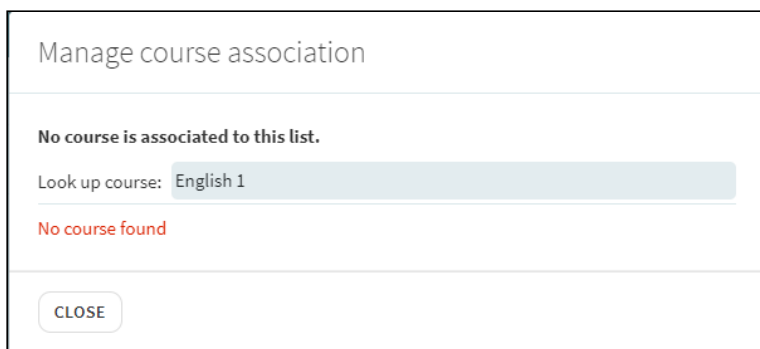 Manage course association
No course is associated to this list.
Look up course: English 1
No course found
CLOSE